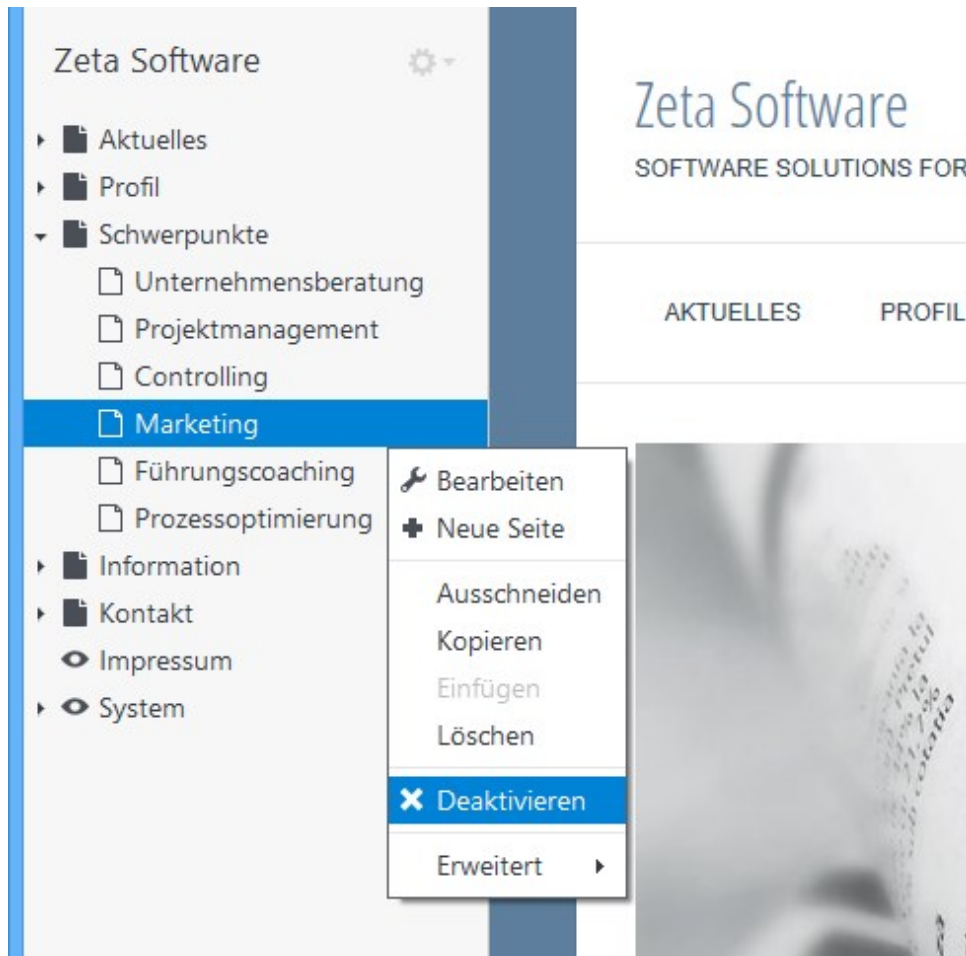 Zeta Software
Aktuelles
Profil
Schwerpunkte
Unternehmensberatung
Projektmanagement
Controlling
Marketing
Führungscoaching
Prozessoptimierung
Information
Kontakt
Impressum
System
Bearbeiten
Neue Seite
Ausschneiden
Kopieren
Einfügen
Löschen
Deaktivieren
Erweitert
Zeta Software
SOFTWARE SOLUTIONS FOR
AKTUELLES PROFIL